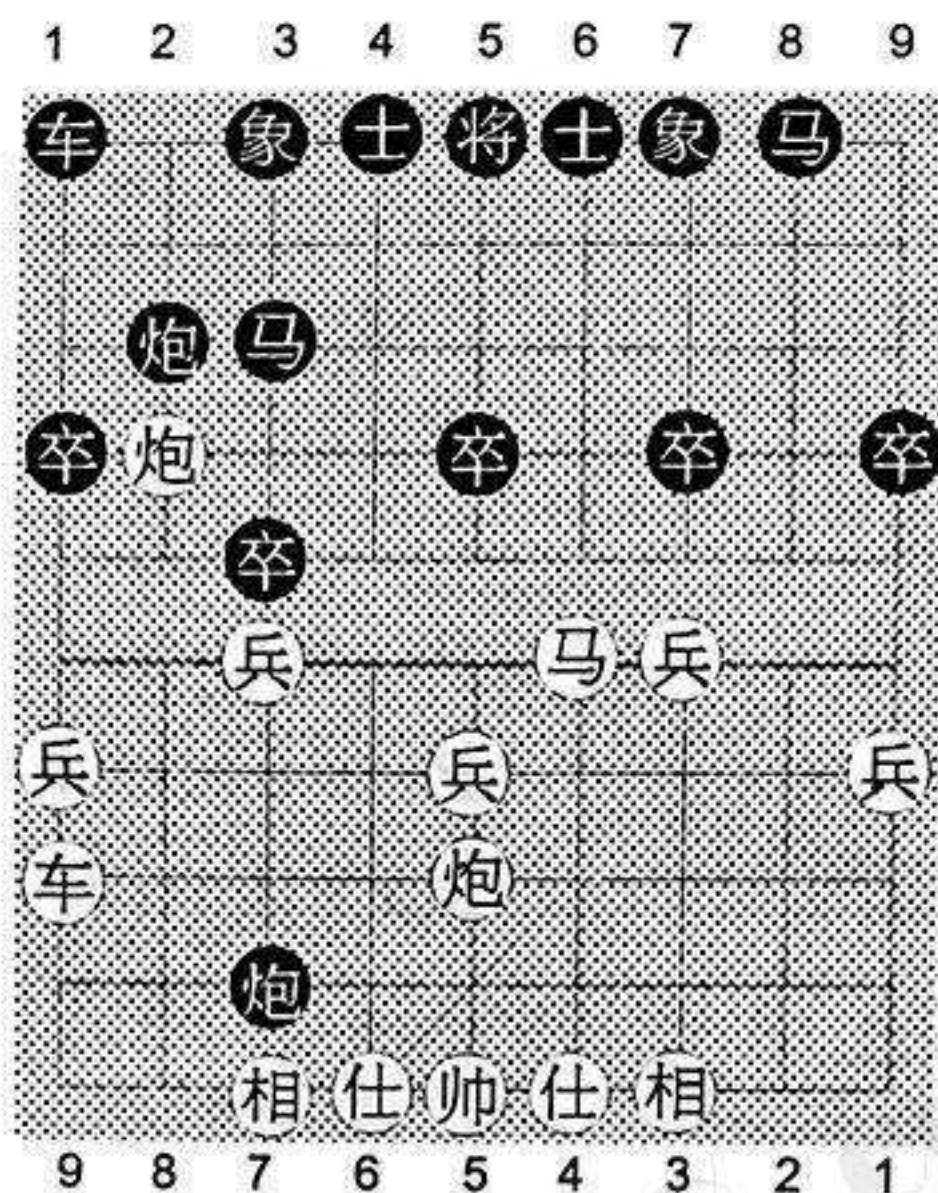 1 2 3 4 5 6 7 8 9
车 象 士 将 士 象 马
炮 马
卒 炮 卒 卒 卒
卒
兵 马 兵
兵 兵 兵
车 炮
炮
相 仕 帅 仕 相
9 8 7 6 5 4 3 2 1